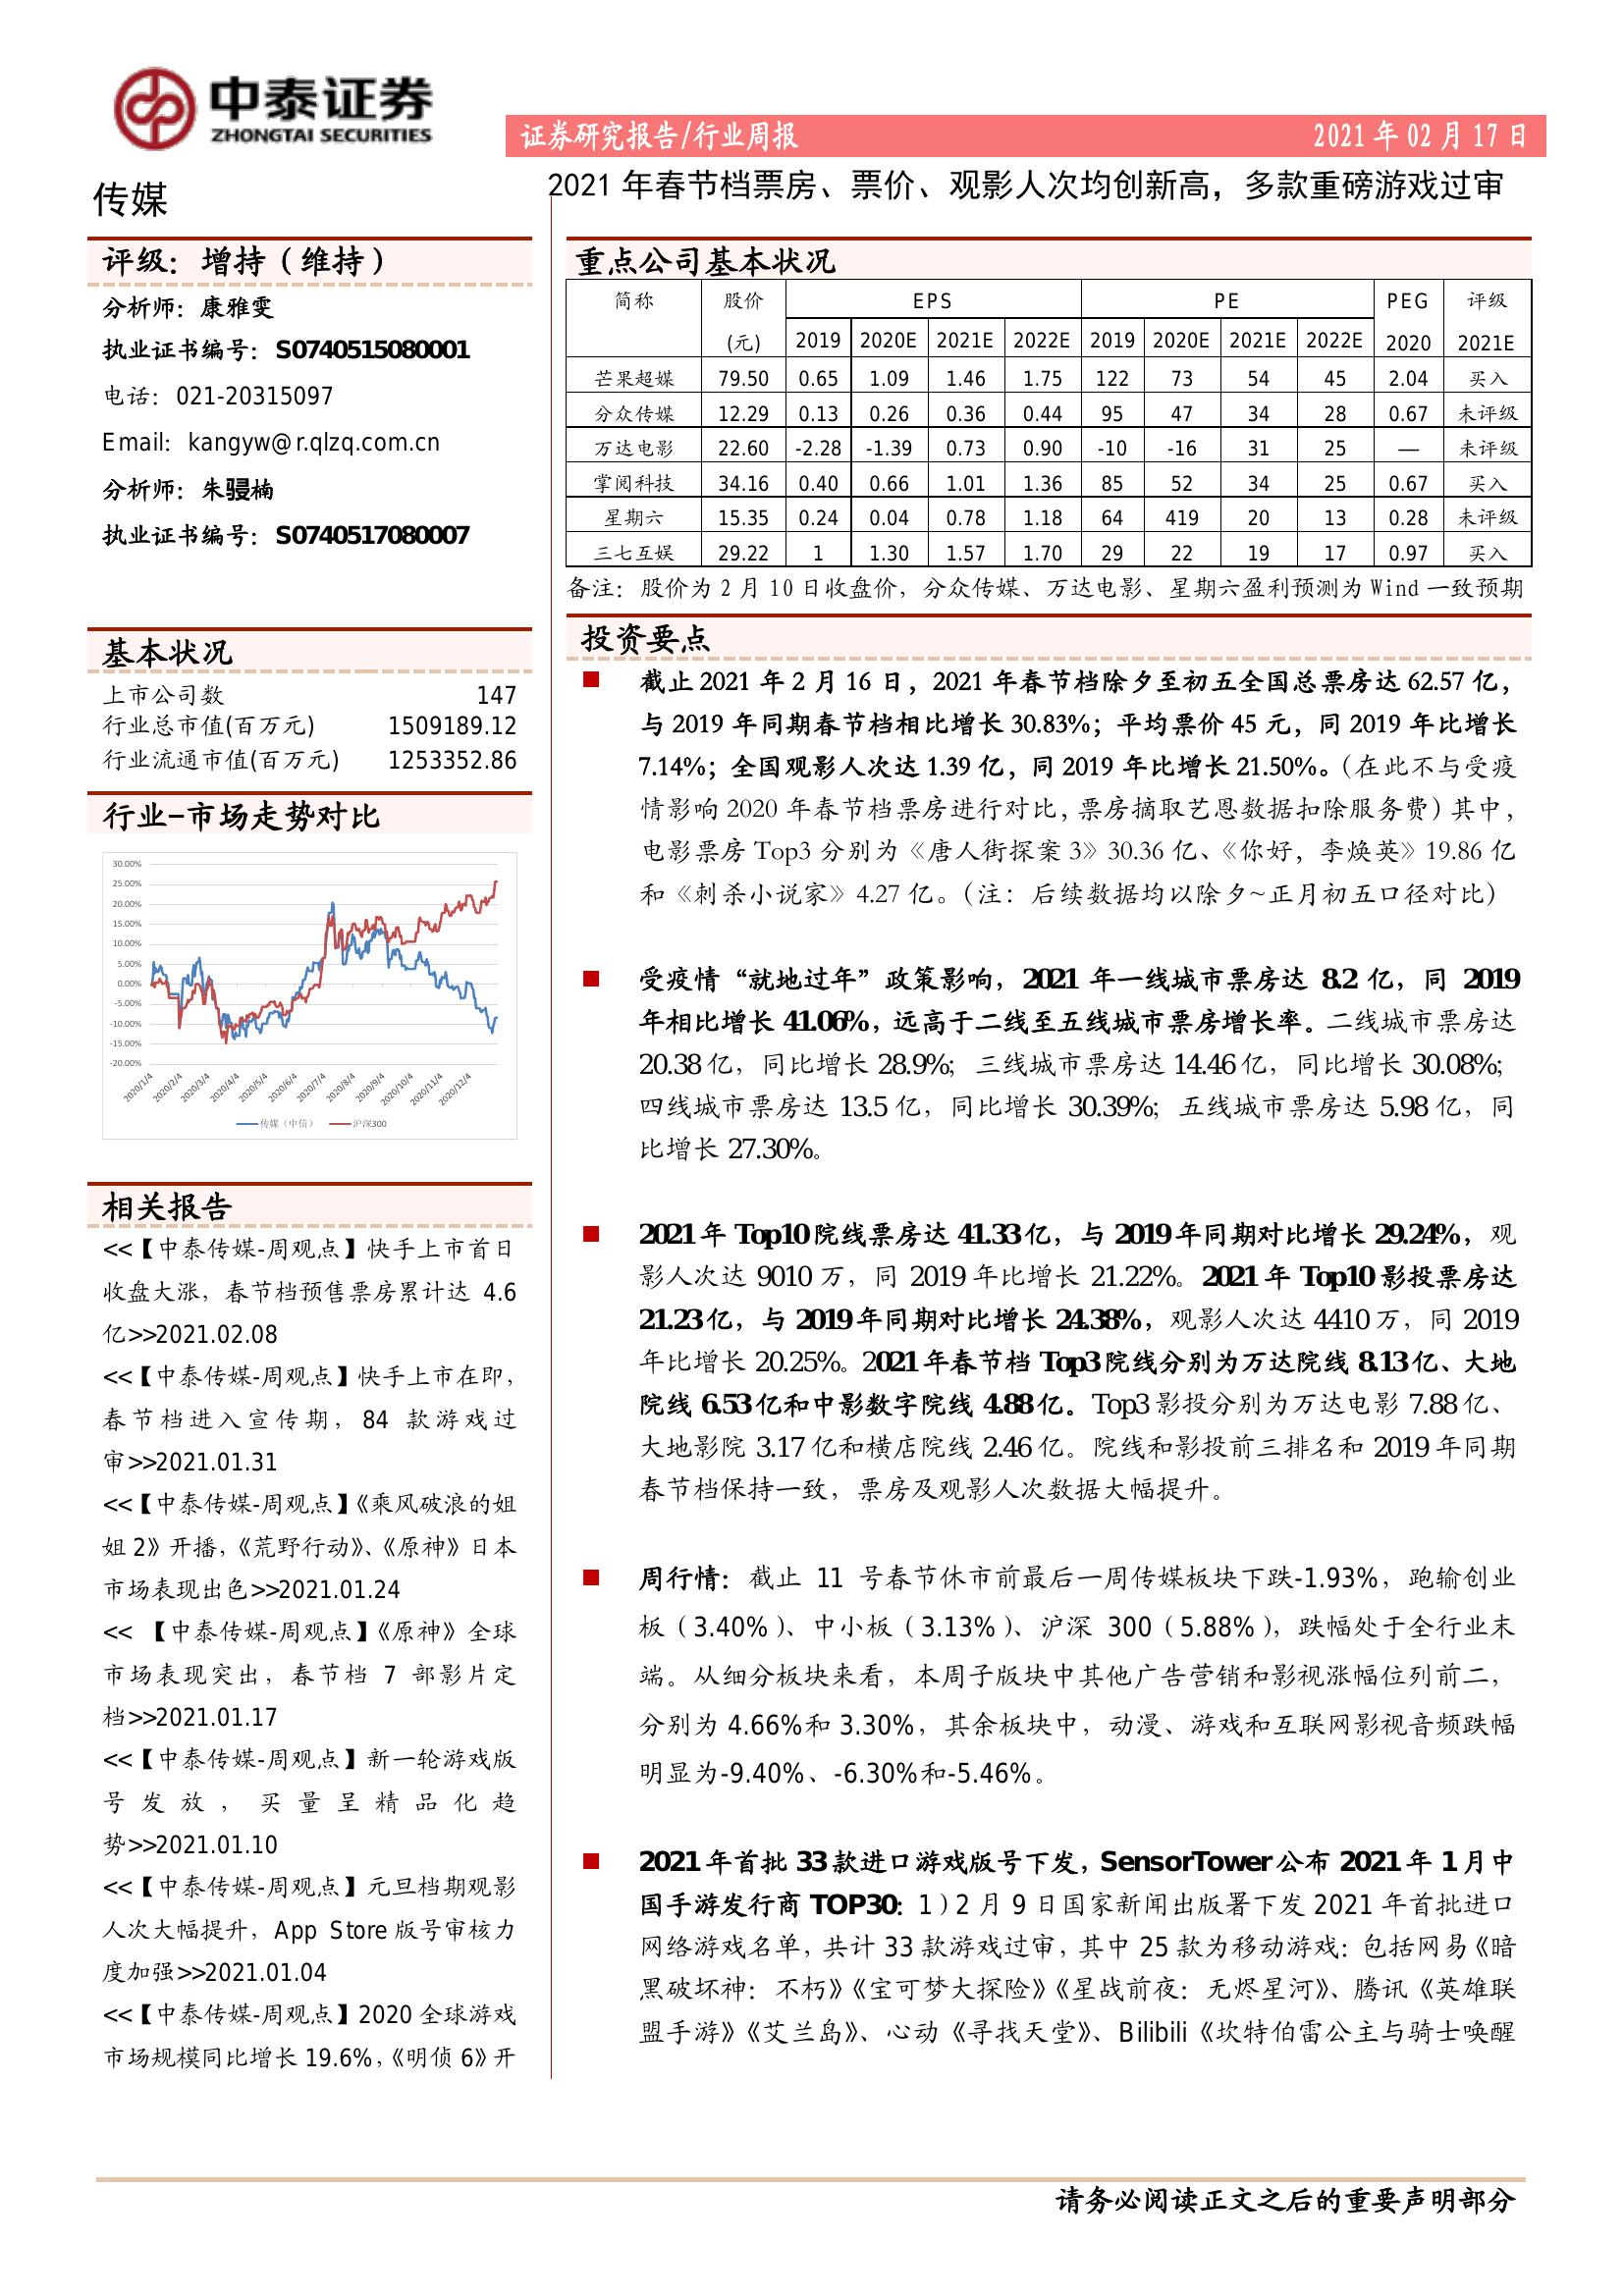 中泰证券
ZHONGTAI SECURITIES
证券研究报告/行业周报 2021 年 02 月 17 日
传媒
2021 年春节档票房、票价、观影人次均创新高，多款重磅游戏过审
评级：增持（维持）
分析师：康雅雯
执业证书编号：S0740515080001
电话：021-20315097
Email：kangyw@r.qlzq.com.cn
分析师：朱骎楠
执业证书编号：S0740517080007
基本状况
上市公司数 147
行业总市值(百万元) 1509189.12
行业流通市值(百万元) 1253352.86
行业-市场走势对比
30.00%
25.00%
20.00%
15.00%
10.00%
5.00%
0.00%
-5.00%
-10.00%
-15.00%
-20.00%
2020/1/4 2020/2/4 2020/3/4 2020/4/4 2020/5/4 2020/6/4 2020/7/4 2020/8/4 2020/9/4 2020/10/4 2020/11/4 2020/12/4
传媒（中信） 沪深300
相关报告
<<【中泰传媒-周观点】快手上市首日
收盘大涨，春节档预售票房累计达 4.6
亿>>2021.02.08
<<【中泰传媒-周观点】快手上市在即，
春节档进入宣传期，84 款游戏过
审>>2021.01.31
<<【中泰传媒-周观点】《乘风破浪的姐
姐 2》开播，《荒野行动》、《原神》日本
市场表现出色>>2021.01.24
<< 【中泰传媒-周观点】《原神》全球
市场表现突出，春节档 7 部影片定
档>>2021.01.17
<<【中泰传媒-周观点】新一轮游戏版
号发放，买量呈精品化趋
势>>2021.01.10
<<【中泰传媒-周观点】元旦档期观影
人次大幅提升，App Store 版号审核力
度加强>>2021.01.04
<<【中泰传媒-周观点】2020 全球游戏
市场规模同比增长 19.6%，《明侦 6》开
重点公司基本状况
简称 股价 EPS PE PEG 评级
(元) 2019 2020E 2021E 2022E 2019 2020E 2021E 2022E 2020 2021E
芒果超媒 79.50 0.65 1.09 1.46 1.75 122 73 54 45 2.04 买入
分众传媒 12.29 0.13 0.26 0.36 0.44 95 47 34 28 0.67 未评级
万达电影 22.60 -2.28 -1.39 0.73 0.90 -10 -16 31 25 — 未评级
掌阅科技 34.16 0.40 0.66 1.01 1.36 85 52 34 25 0.67 买入
星期六 15.35 0.24 0.04 0.78 1.18 64 419 20 13 0.28 未评级
三七互娱 29.22 1 1.30 1.57 1.70 29 22 19 17 0.97 买入
备注：股价为 2 月 10 日收盘价，分众传媒、万达电影、星期六盈利预测为 Wind 一致预期
投资要点
截止 2021 年 2 月 16 日，2021 年春节档除夕至初五全国总票房达 62.57 亿，
与 2019 年同期春节档相比增长 30.83%；平均票价 45 元，同 2019 年比增长
7.14%；全国观影人次达 1.39 亿，同 2019 年比增长 21.50%。（在此不与受疫
情影响 2020 年春节档票房进行对比，票房摘取艺恩数据扣除服务费）其中，
电影票房 Top3 分别为《唐人街探案 3》30.36 亿、《你好，李焕英》19.86 亿
和《刺杀小说家》4.27 亿。（注：后续数据均以除夕~正月初五口径对比）
受疫情“就地过年”政策影响，2021 年一线城市票房达 8.2 亿，同 2019
年相比增长 41.06%，远高于二线至五线城市票房增长率。二线城市票房达
20.38 亿，同比增长 28.9%；三线城市票房达 14.46 亿，同比增长 30.08%；
四线城市票房达 13.5 亿，同比增长 30.39%；五线城市票房达 5.98 亿，同
比增长 27.30%。
2021 年 Top10 院线票房达 41.33 亿，与 2019 年同期对比增长 29.24%，观
影人次达 9010 万，同 2019 年比增长 21.22%。2021 年 Top10 影投票房达
21.23 亿，与 2019 年同期对比增长 24.38%，观影人次达 4410 万，同 2019
年比增长 20.25%。2021 年春节档 Top3 院线分别为万达院线 8.13 亿、大地
院线 6.53 亿和中影数字院线 4.88 亿。Top3 影投分别为万达电影 7.88 亿、
大地影院 3.17 亿和横店院线 2.46 亿。院线和影投前三排名和 2019 年同期
春节档保持一致，票房及观影人次数据大幅提升。
周行情：截止 11 号春节休市前最后一周传媒板块下跌-1.93%，跑输创业
板（3.40%）、中小板（3.13%）、沪深 300（5.88%），跌幅处于全行业末
端。从细分板块来看，本周子版块中其他广告营销和影视涨幅位列前二，
分别为 4.66%和 3.30%，其余板块中，动漫、游戏和互联网影视音频跌幅
明显为-9.40%、-6.30%和-5.46%。
2021 年首批 33 款进口游戏版号下发，SensorTower 公布 2021 年 1 月中
国手游发行商 TOP30：1）2 月 9 日国家新闻出版署下发 2021 年首批进口
网络游戏名单，共计 33 款游戏过审，其中 25 款为移动游戏：包括网易《暗
黑破坏神：不朽》《宝可梦大探险》《星战前夜：无烬星河》、腾讯《英雄联
盟手游》《艾兰岛》、心动《寻找天堂》、Bilibili《坎特伯雷公主与骑士唤醒
请务必阅读正文之后的重要声明部分